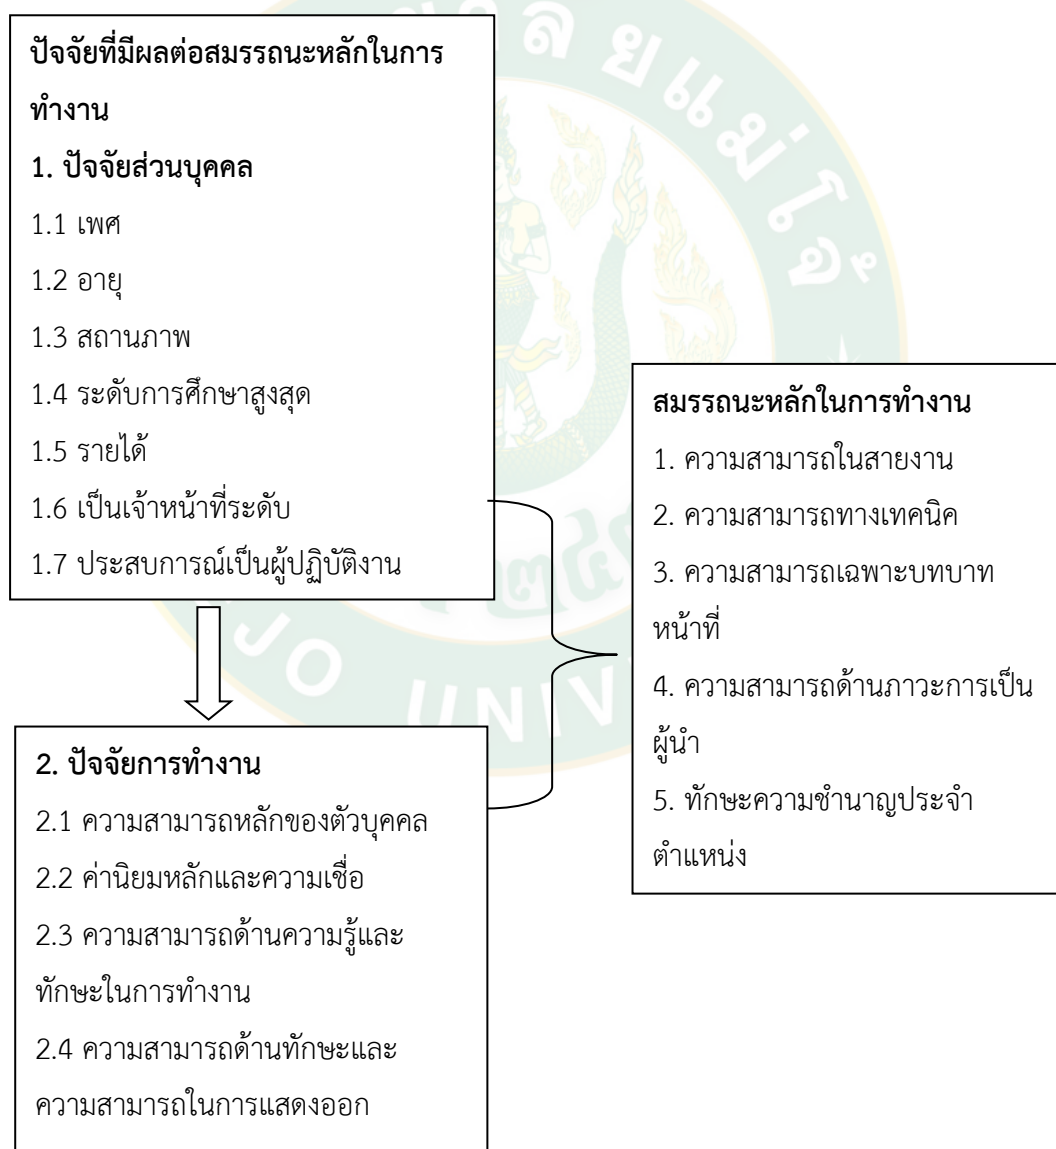 ปัจจัยที่มีผลต่อสมรรถนะหลักในการ
ทำงาน
1. ปัจจัยส่วนบุคคล
1.1 เพศ
1.2 อายุ
1.3 สถานภาพ
1.4 ระดับการศึกษาสูงสุด
1.5 รายได้
1.6 เป็นเจ้าหน้าที่ระดับ
1.7 ประสบการณ์เป็นผู้ปฏิบัติงาน
2. ปัจจัยการทำงาน
2.1 ความสามารถหลักของตัวบุคคล
2.2 ค่านิยมหลักและความเชื่อ
2.3 ความสามารถด้านความรู้และ
ทักษะในการทำงาน
2.4 ความสามารถด้านทักษะและ
ความสามารถในการแสดงออก
สมรรถนะหลักในการทำงาน
1. ความสามารถในสายงาน
2. ความสามารถทางเทคนิค
3. ความสามารถเฉพาะบทบาท
หน้าที่
4. ความสามารถด้านภาวะการเป็น
ผู้นำ
5. ทักษะความชำนาญประจำ
ตำแหน่ง